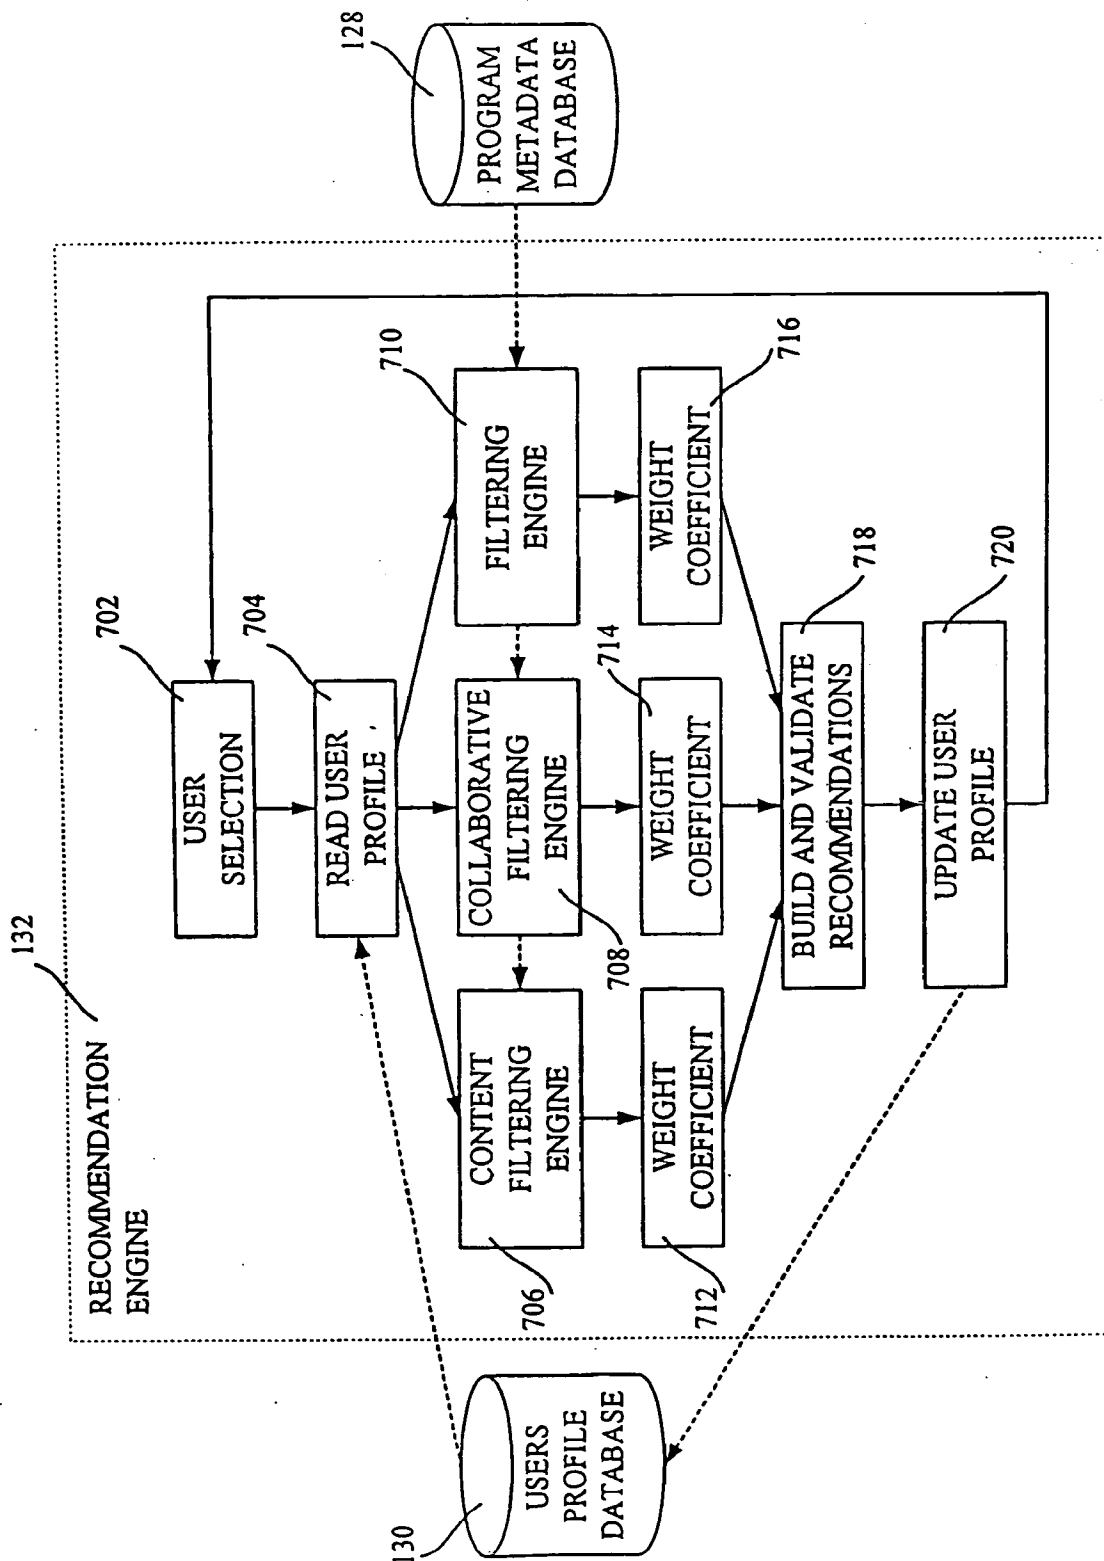 RECOMMENDATION
ENGINE
132
USER
SELECTION
702
READ USER
PROFILE
704
USERS
PROFILE
DATABASE
130
CONTENT
FILTERING
ENGINE
706
COLLABORATIVE
FILTERING
ENGINE
708
FILTERING
ENGINE
710
PROGRAM
METADATA
DATABASE
128
WEIGHT
COEFFICIENT
712
WEIGHT
COEFFICIENT
714
WEIGHT
COEFFICIENT
716
BUILD AND VALIDATE
RECOMMENDATIONS
718
UPDATE USER
PROFILE
720